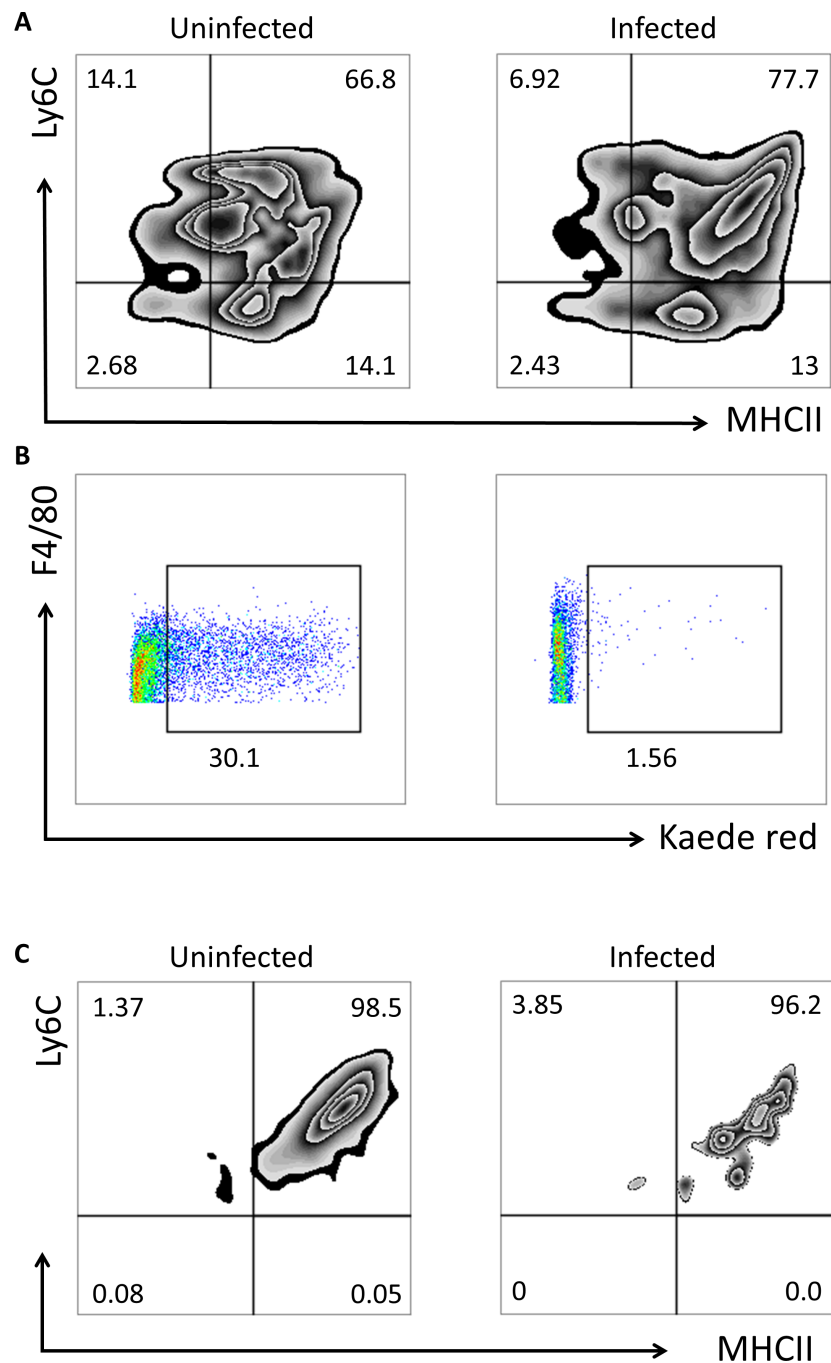 A
Uninfected
Infected
Ly6C
14.1
66.8
6.92
77.7
2.68
14.1
2.43
13
MHCII
B
F4/80
30.1
1.56
Kaede red
C
Uninfected
Infected
Ly6C
1.37
98.5
3.85
96.2
0.08
0.05
0
0.0
MHCII